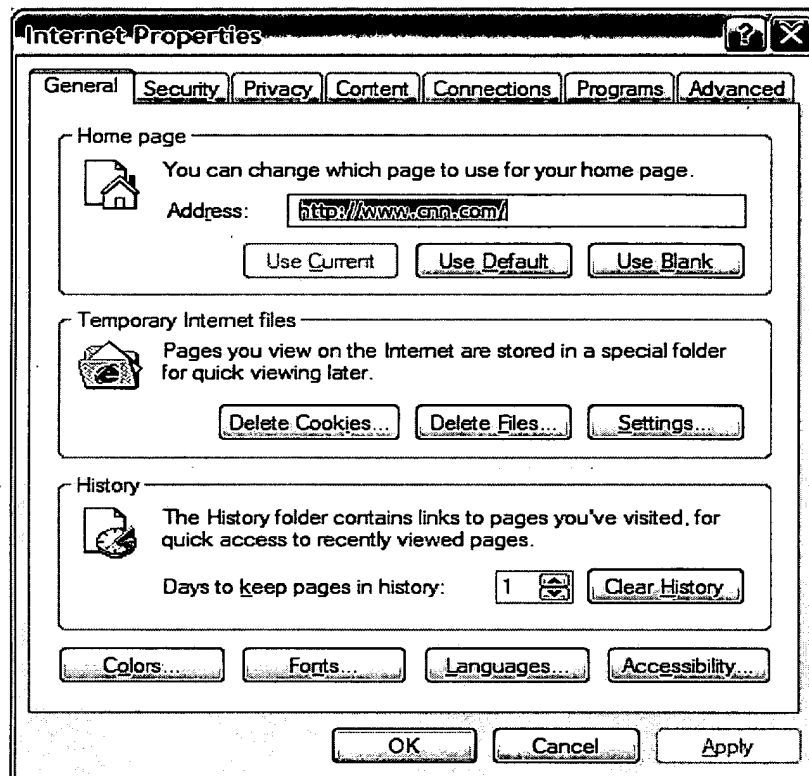 Internet Properties
General Security Privacy Content Connections Programs Advanced
Home page
You can change which page to use for your home page.
Address: http://www.cnn.com/
Use Current Use Default Use Blank
Temporary Internet files
Pages you view on the Internet are stored in a special folder
for quick viewing later.
Delete Cookies... Delete Files... Settings...
History
The History folder contains links to pages you've visited, for
quick access to recently viewed pages.
Days to keep pages in history: 1 Clear History
Colors... Fonts... Languages... Accessibility...
OK Cancel Apply